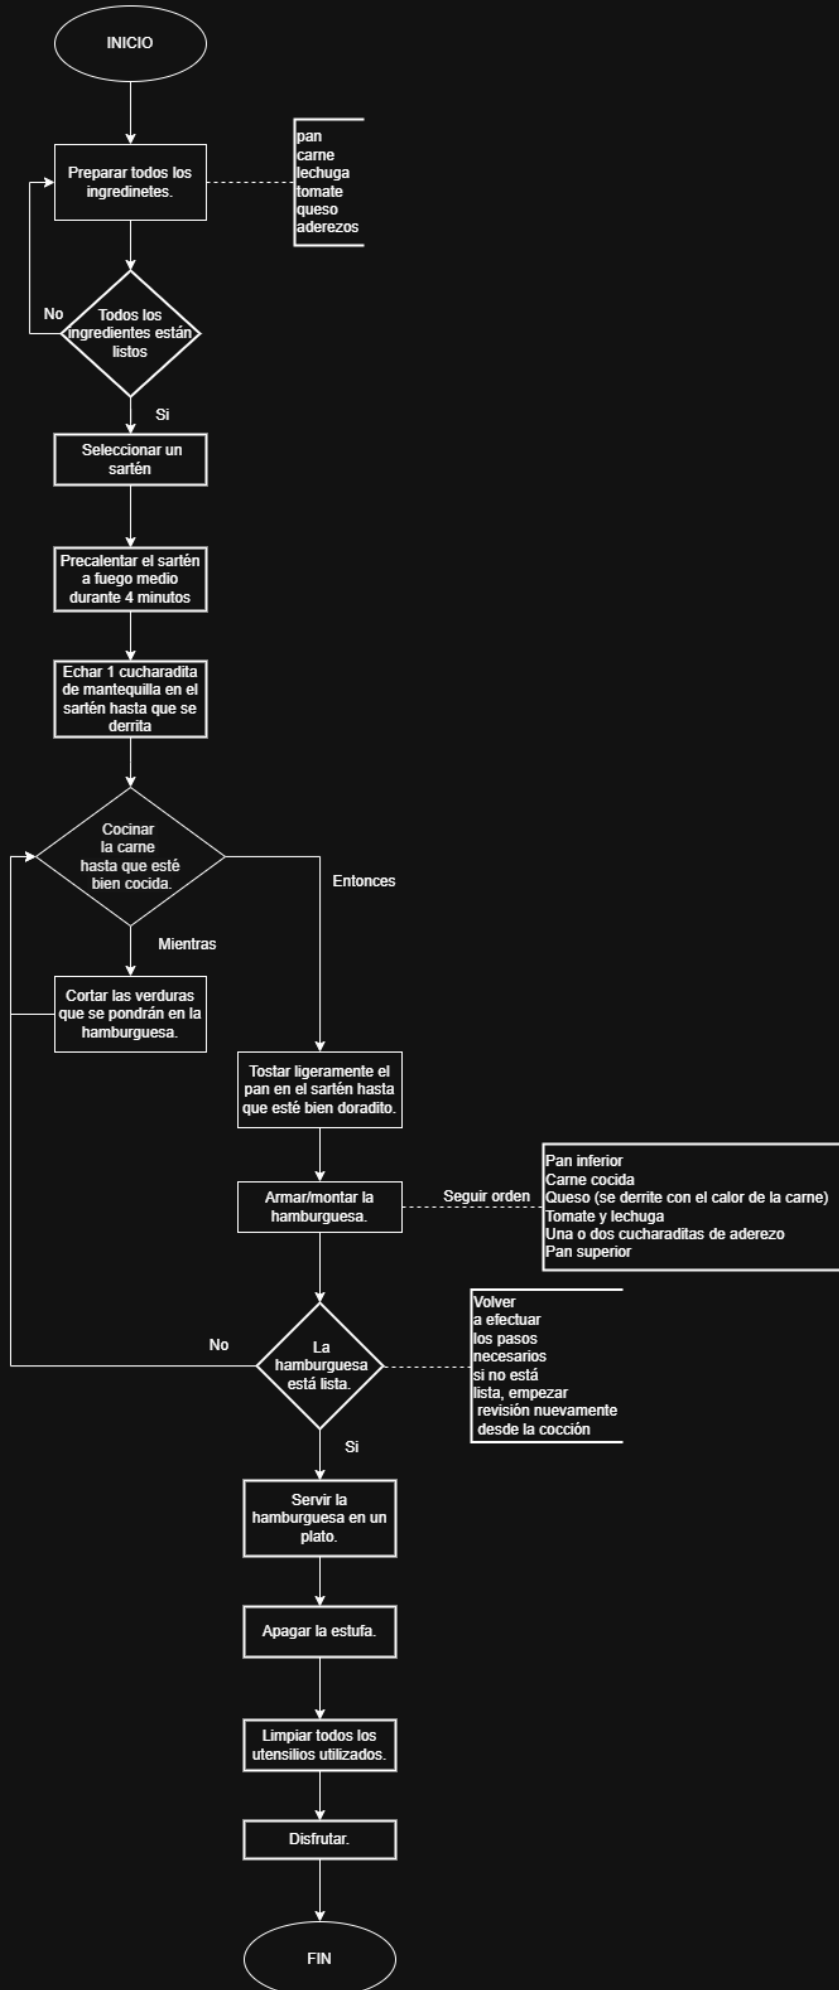 INICIO
Preparar todos los
ingredinetes.
pan
carne
lechuga
tomate
queso
aderezos
No
Todos los
ingredientes están
listos
Si
Seleccionar un
sartén
Precalentar el sartén
a fuego medio
durante 4 minutos
Echar 1 cucharadita
de mantequilla en el
sartén hasta que se
derrita
Cocinar
la carne
hasta que esté
bien cocida.
Entonces
Mientras
Cortar las verduras
que se pondrán en la
hamburguesa.
Tostar ligeramente el
pan en el sartén hasta
que esté bien doradito.
Armar/montar la
hamburguesa.
Seguir orden
Pan inferior
Carne cocida
Queso (se derrite con el calor de la carne)
Tomate y lechuga
Una o dos cucharaditas de aderezo
Pan superior
No
La
hamburguesa
está lista.
Volver
a efectuar
los pasos
necesarios
si no está
lista, empezar
revisión nuevamente
desde la cocción
Si
Servir la
hamburguesa en un
plato.
Apagar la estufa.
Limpiar todos los
utensilios utilizados.
Disfrutar.
FIN